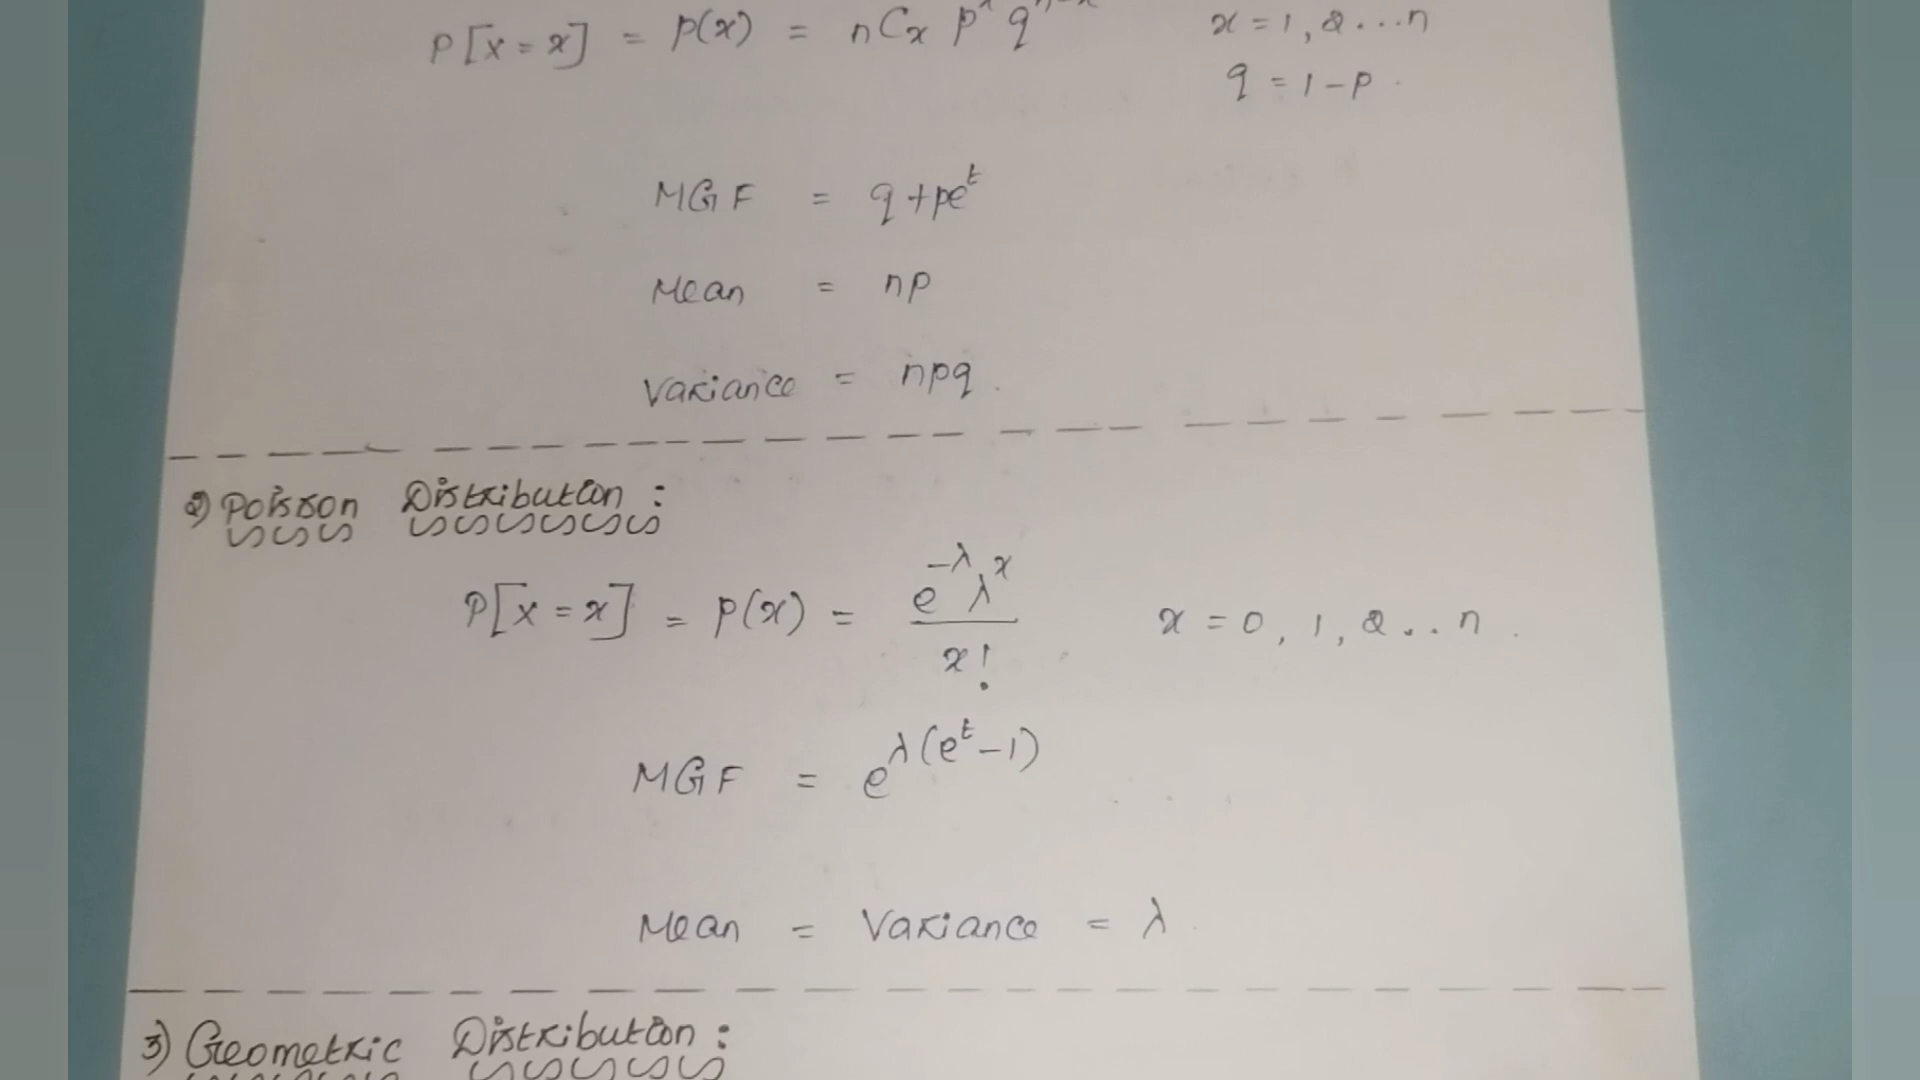 P[x = x] = p(x) = nCx p^x q^n-x x = 1, 2 ... n
q = 1 - p.
MGF = q + pe^t
Mean = np
Variance = npq.
2) Poisson Distribution :
P[x = x] = p(x) = e^-λ λ^x / x! x = 0, 1, 2 .. n.
MGF = e^λ(e^t - 1)
Mean = Variance = λ.
3) Geometric Distribution :